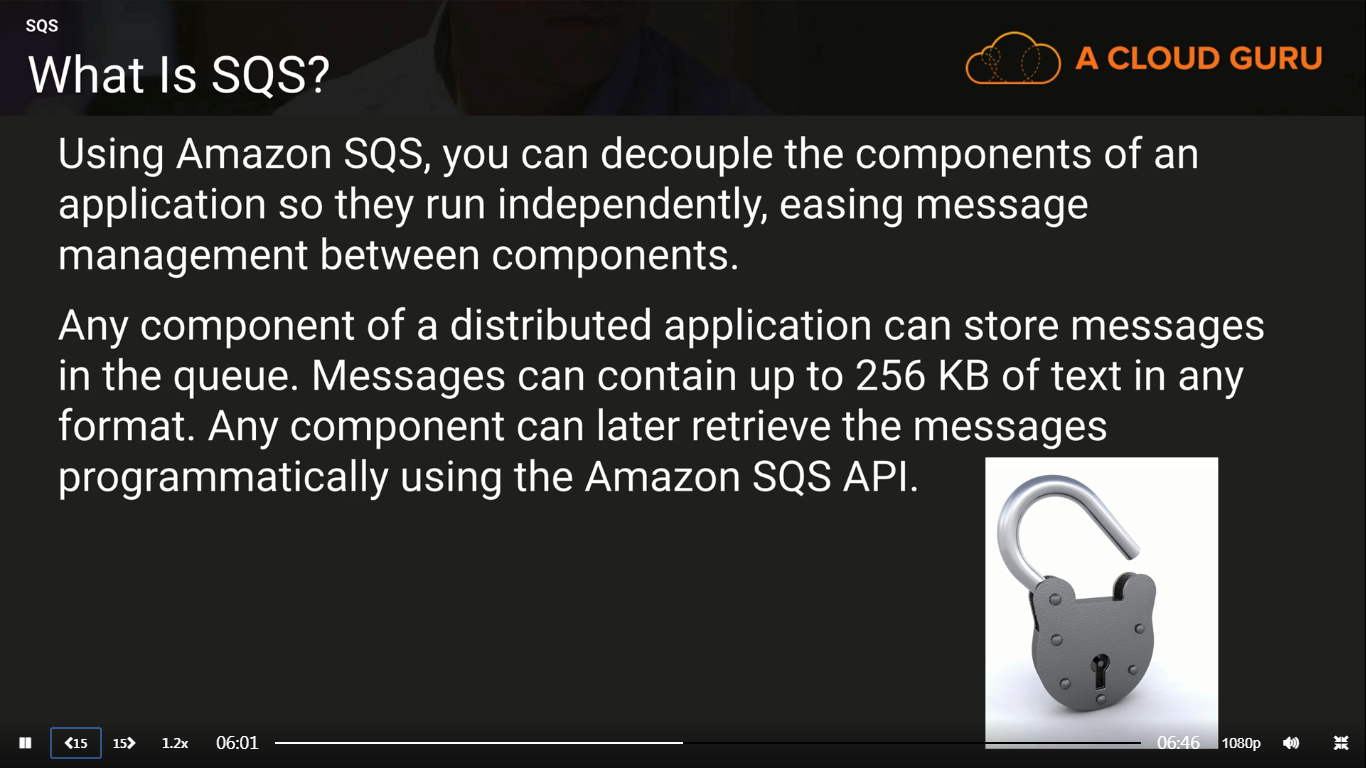 SQS
What Is SQS?
A CLOUD GURU
Using Amazon SQS, you can decouple the components of an
application so they run independently, easing message
management between components.
Any component of a distributed application can store messages
in the queue. Messages can contain up to 256 KB of text in any
format. Any component can later retrieve the messages
programmatically using the Amazon SQS API.
15 15 1.2x 06:01 06:46 1080p